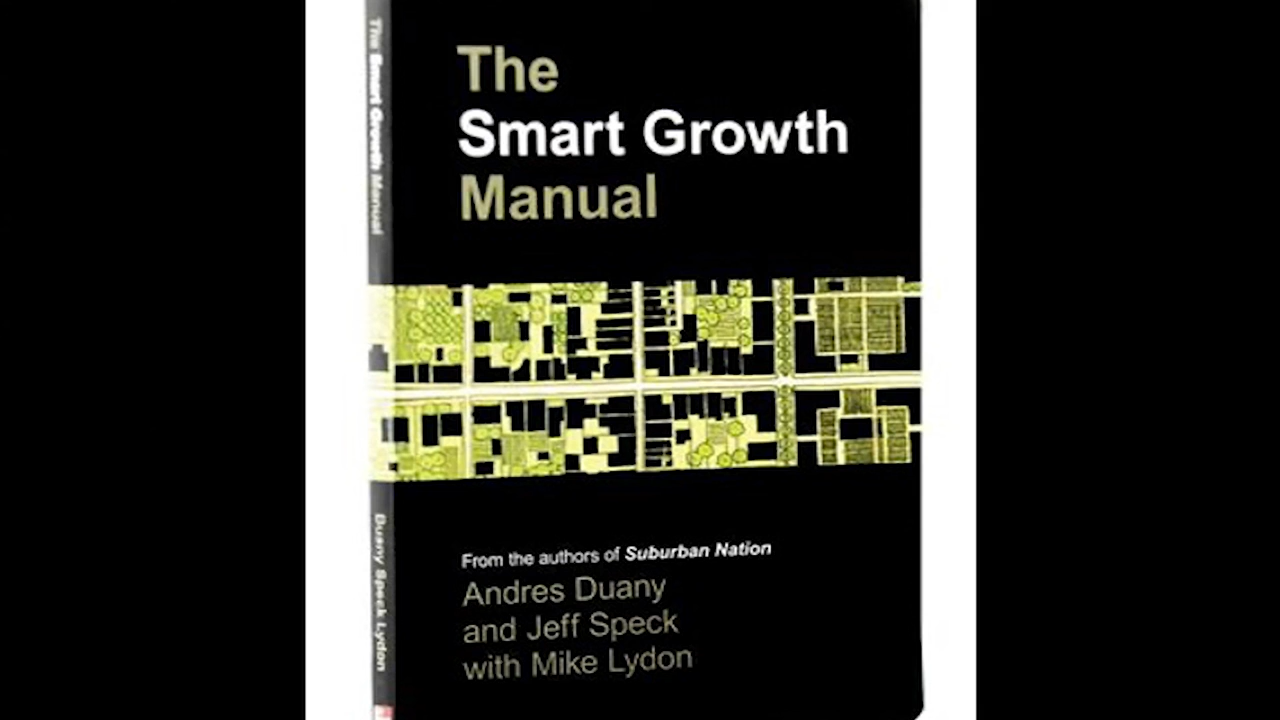 The
Smart Growth
Manual
From the authors of Suburban Nation
Andres Duany
and Jeff Speck
with Mike Lydon
The Smart Growth Manual
Duany Speck Lydon